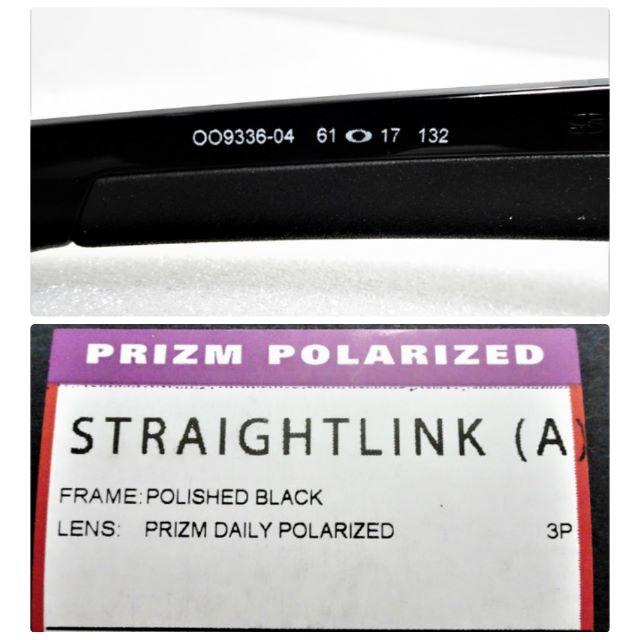 OO9336-04 61 17 132
PRIZM POLARIZED
STRAIGHTLINK (A)
FRAME: POLISHED BLACK
LENS: PRIZM DAILY POLARIZED 3P